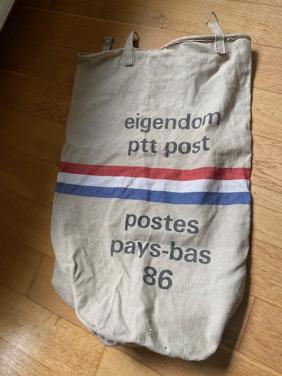 eigendom
ptt post
postes
pays-bas
86